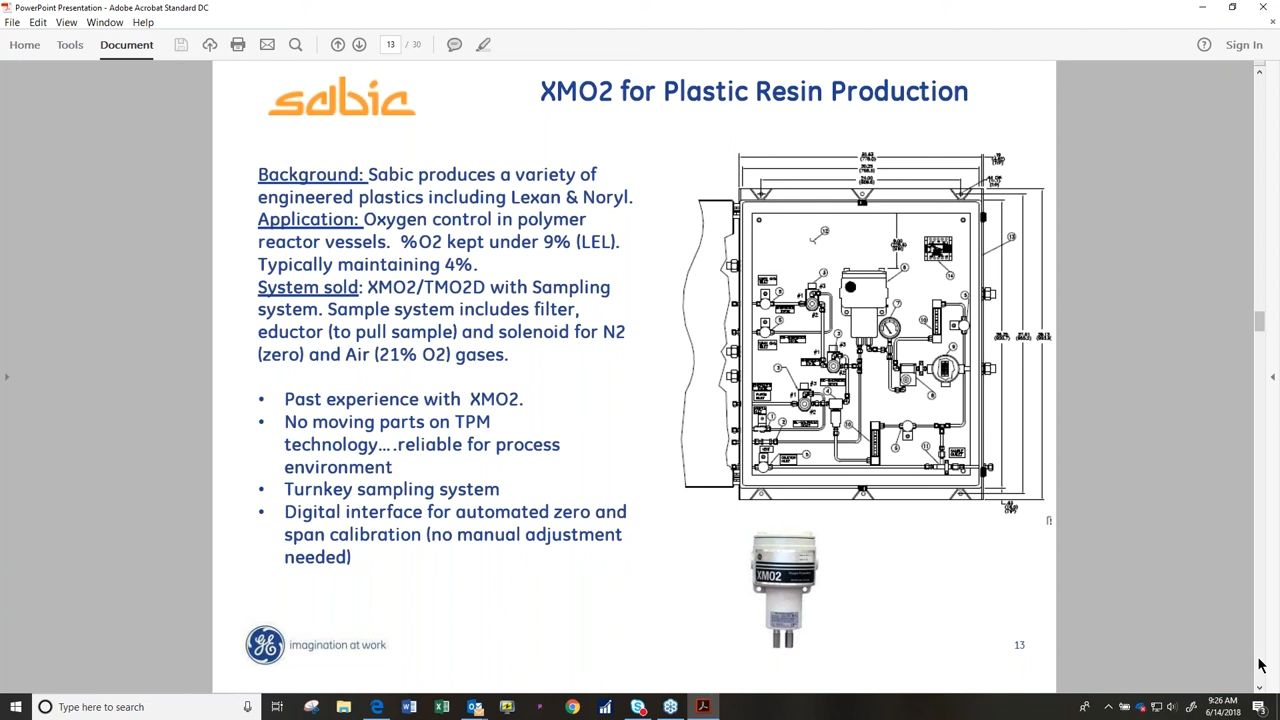 PowerPoint Presentation - Adobe Acrobat Standard DC
File Edit View Window Help
Home Tools Document 13 / 30 Sign In
sabic
XMO2 for Plastic Resin Production
Background: Sabic produces a variety of
engineered plastics including Lexan & Noryl.
Application: Oxygen control in polymer
reactor vessels. %O2 kept under 9% (LEL).
Typically maintaining 4%.
System sold: XMO2/TMO2D with Sampling
system. Sample system includes filter,
eductor (to pull sample) and solenoid for N2
(zero) and Air (21% O2) gases.
• Past experience with XMO2.
• No moving parts on TPM
technology....reliable for process
environment
• Turnkey sampling system
• Digital interface for automated zero and
span calibration (no manual adjustment
needed)
XMO2
GE imagination at work
13
Type here to search
9:26 AM
6/14/2018